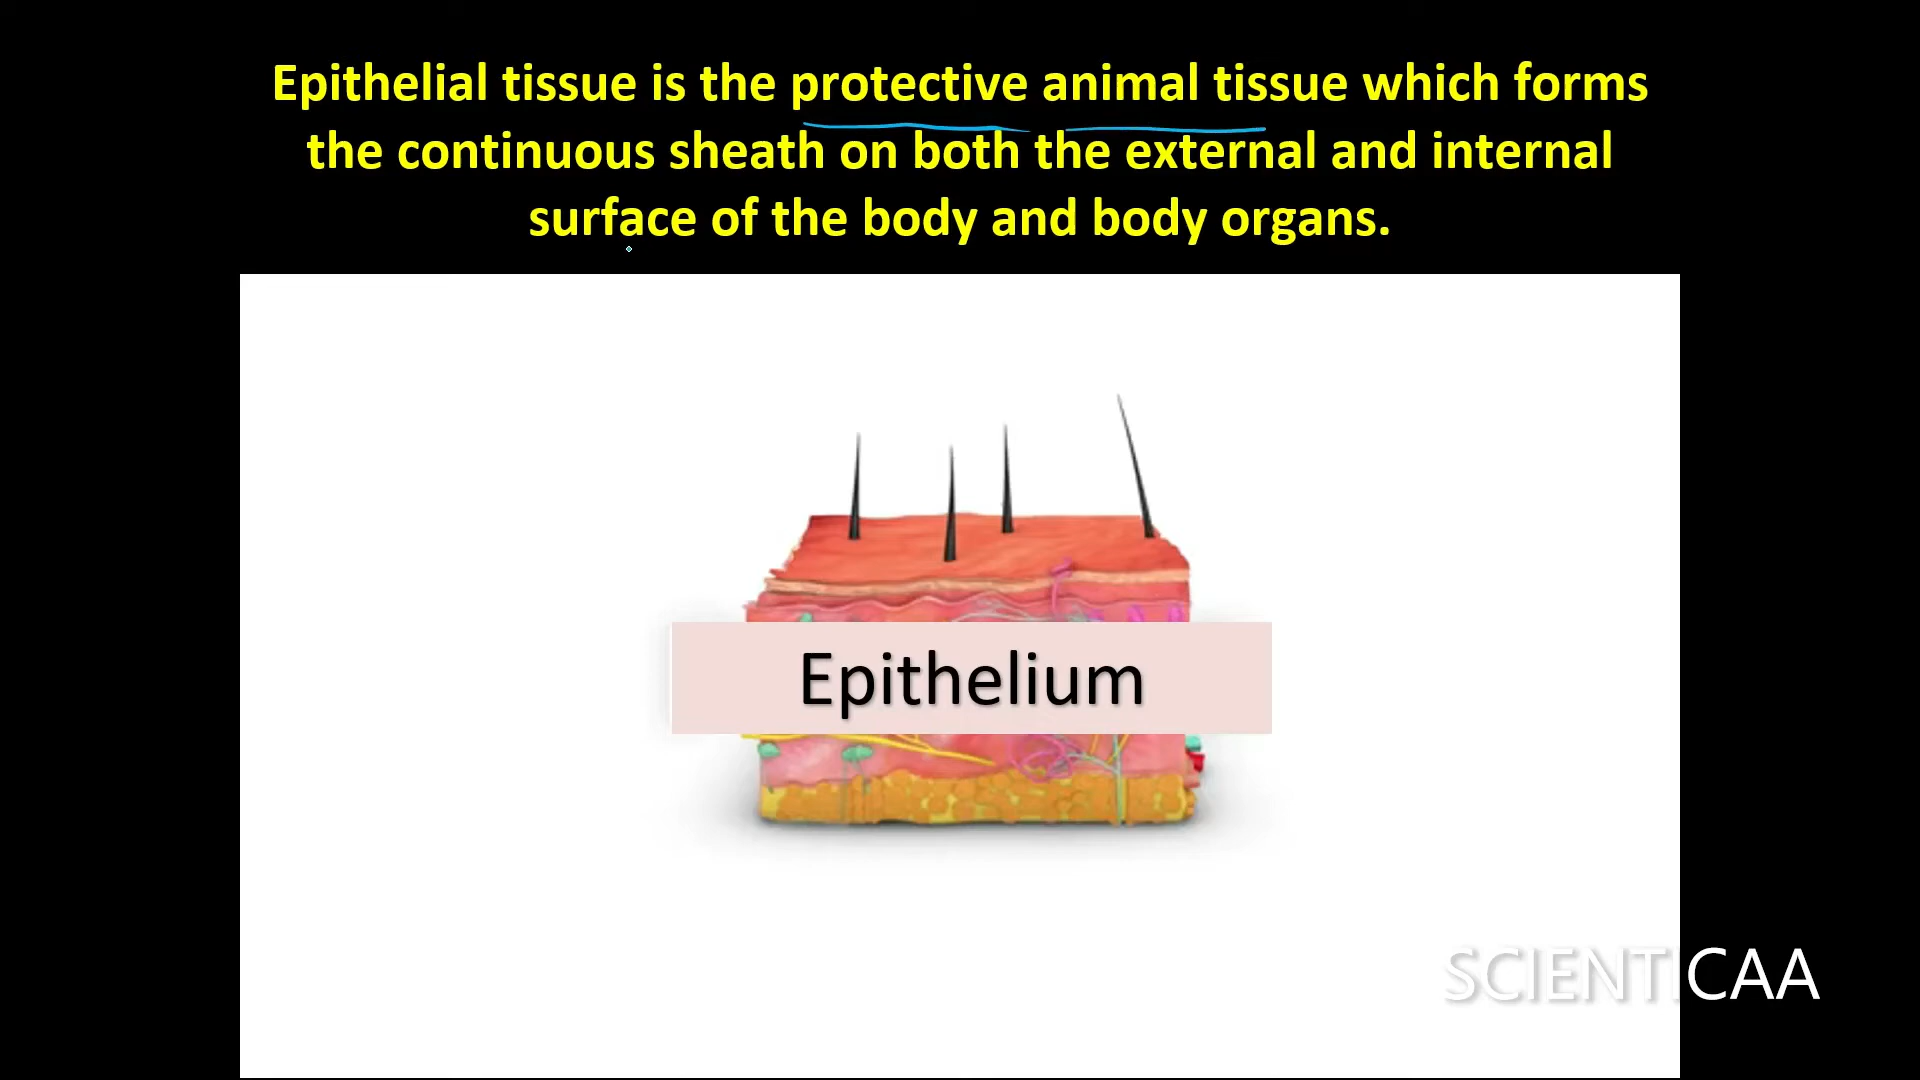 Epithelial tissue is the protective animal tissue which forms
the continuous sheath on both the external and internal
surface of the body and body organs.
Epithelium
SCIENTICAA